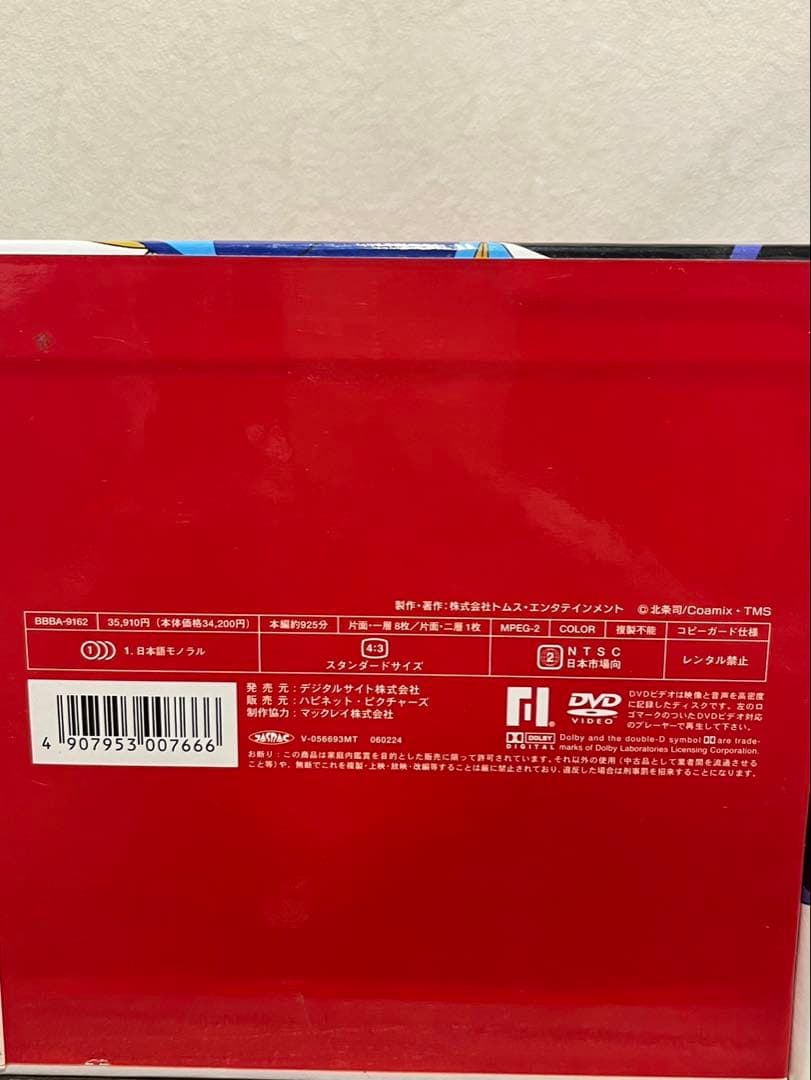 製作・著作：株式会社トムス・エンタテインメント ©北条司/Coamix・TMS
BBBA-9162 35,910円（本体価格34,200円） 本編約925分 片面・一層 8枚／片面・二層 1枚 MPEG-2 COLOR 複製不能 コピーガード仕様
1 1. 日本語モノラル 4:3 スタンダードサイズ 2 NTSC 日本市場向 レンタル禁止
4 907953 007666
発売元：デジタルサイト株式会社
販売元：ハピネット・ピクチャーズ
制作協力：マックレイ株式会社
JASRAC V-056693MT 060224
DVD VIDEO
DVDビデオは映像と音声を高密度
に記録したディスクです。左のロ
ゴマークのついたDVDビデオ対応
のプレーヤーで再生して下さい。
DOLBY DIGITAL
Dolby and the double-D symbol are trade-
marks of Dolby Laboratories Licensing Corporation.
お断り：この商品は家庭内鑑賞を目的とした販売に限って許可されています。それ以外の使用（中古品として業者間を流通させる
こと等）や、無断でこれを複製・上映・放映・改編等することは厳に禁止されており、違反した場合は刑事罰を招来することになります。